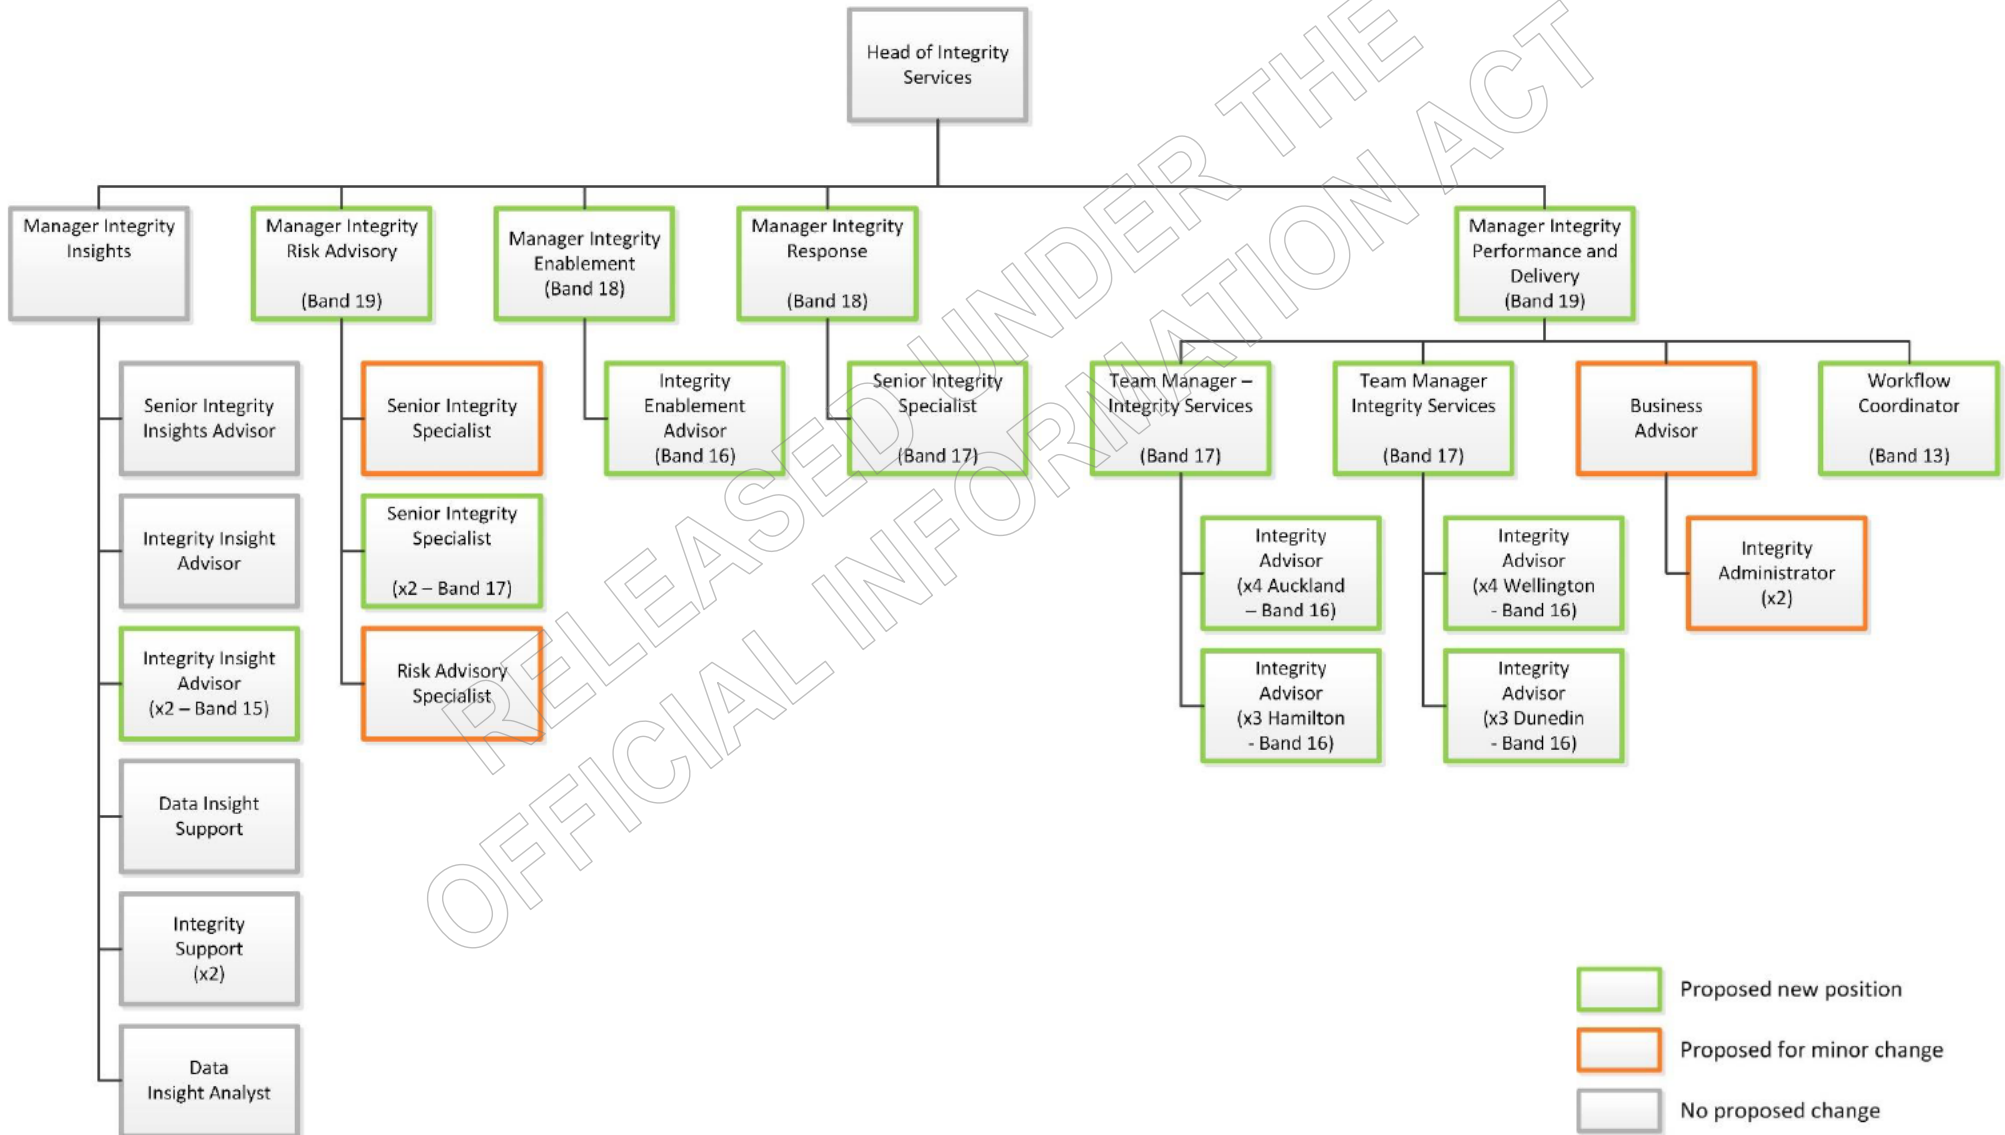 Head of Integrity
Services
Manager Integrity
Insights
Manager Integrity
Risk Advisory
(Band 19)
Manager Integrity
Enablement
(Band 18)
Manager Integrity
Response
(Band 18)
Manager Integrity
Performance and
Delivery
(Band 19)
Senior Integrity
Insights Advisor
Integrity Insight
Advisor
Integrity Insight
Advisor
(x2 – Band 15)
Data Insight
Support
Integrity
Support
(x2)
Data
Insight Analyst
Senior Integrity
Specialist
Senior Integrity
Specialist
(x2 – Band 17)
Risk Advisory
Specialist
Integrity
Enablement
Advisor
(Band 16)
Senior Integrity
Specialist
(Band 17)
Team Manager –
Integrity Services
(Band 17)
Integrity
Advisor
(x4 Auckland
– Band 16)
Integrity
Advisor
(x3 Hamilton
- Band 16)
Team Manager
Integrity Services
(Band 17)
Integrity
Advisor
(x4 Wellington
- Band 16)
Integrity
Advisor
(x3 Dunedin
- Band 16)
Business
Advisor
Integrity
Administrator
(x2)
Workflow
Coordinator
(Band 13)
RELEASED UNDER THE
OFFICIAL INFORMATION ACT
Proposed new position
Proposed for minor change
No proposed change